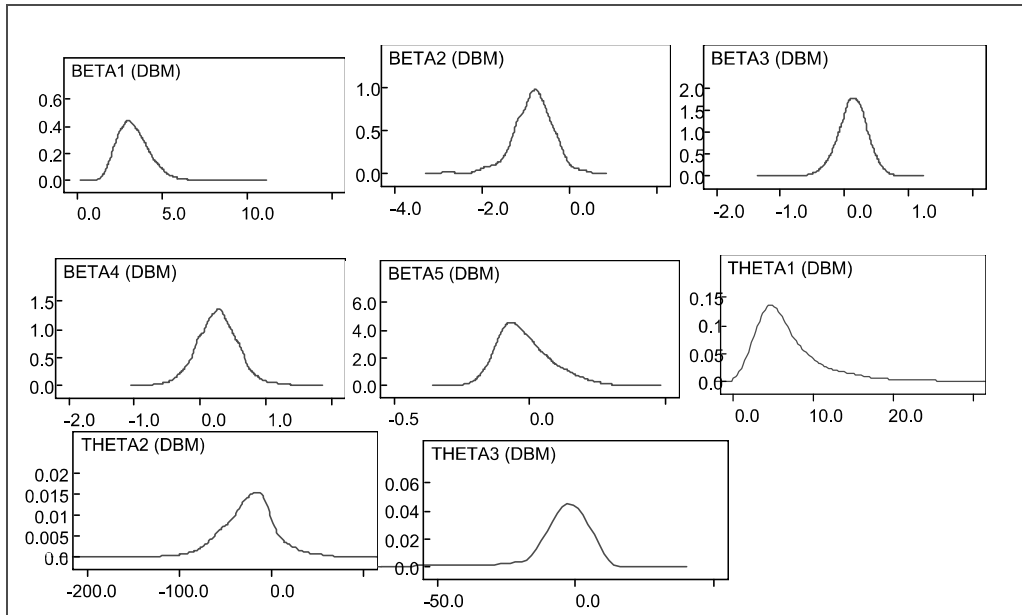 BETA1 (DBM)
0.6
0.4
0.2
0.0
0.0 5.0 10.0
BETA2 (DBM)
1.0
0.5
0.0
-4.0 -2.0 0.0
BETA3 (DBM)
2.0
1.5
1.0
0.5
0.0
-2.0 -1.0 0.0 1.0
BETA4 (DBM)
1.5
1.0
0.5
0.0
-2.0 -1.0 0.0 1.0
BETA5 (DBM)
6.0
4.0
2.0
0.0
-0.5 0.0
THETA1 (DBM)
0.15
0.1
0.05
0.0
0.0 10.0 20.0
THETA2 (DBM)
0.02
0.015
0.01
0.005
0.0
-200.0 -100.0 0.0
THETA3 (DBM)
0.06
0.04
0.02
0.0
-50.0 0.0